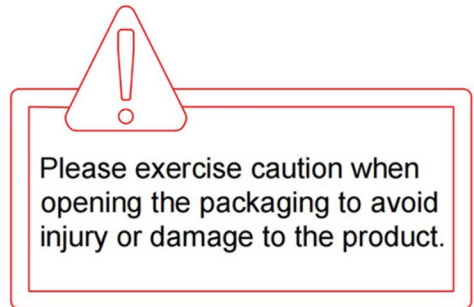 Please exercise caution when
opening the packaging to avoid
injury or damage to the product.